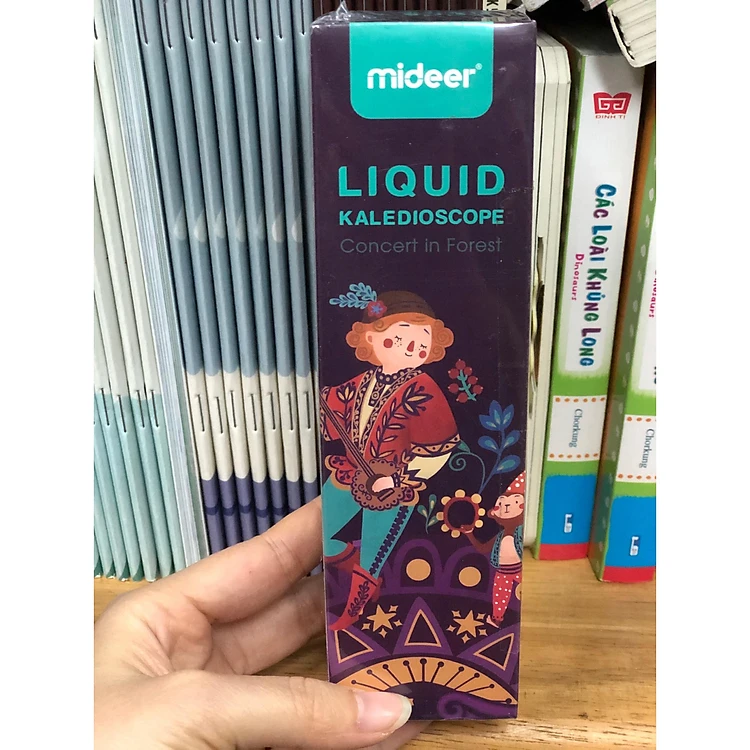 mideer®
LIQUID
KALEDIOSCOPE
Concert in Forest
ĐINH TỊ
CÁC LOÀI KHỦNG LONG
Dinosaurs
Chorkung
Chorkung